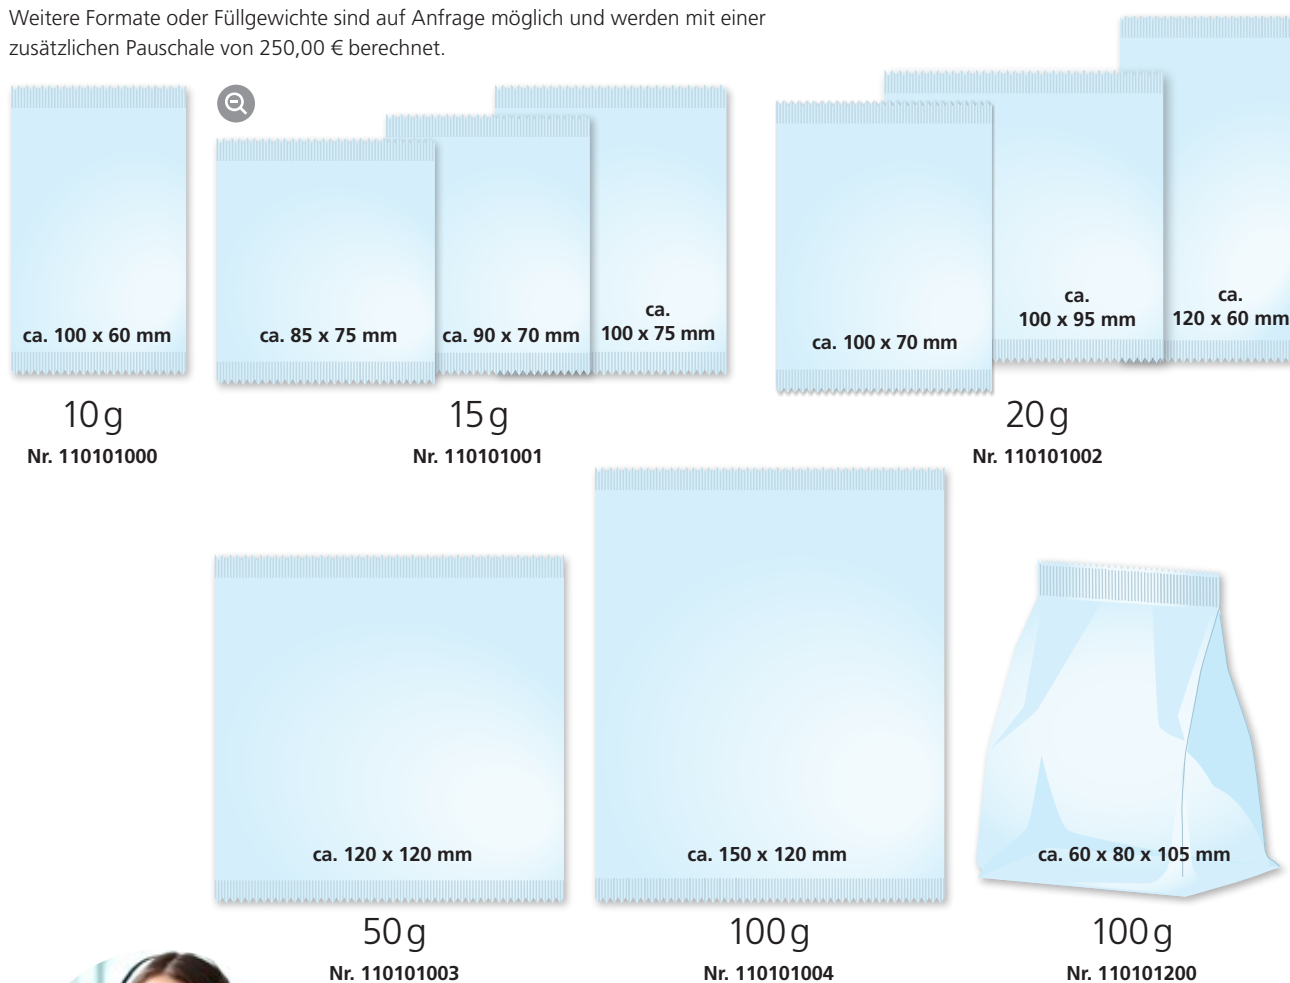 Weitere Formate oder Füllgewichte sind auf Anfrage möglich und werden mit einer
zusätzlichen Pauschale von 250,00 € berechnet.
ca. 100 x 60 mm
10 g
Nr. 110101000
ca. 85 x 75 mm
ca. 90 x 70 mm
ca.
100 x 75 mm
15 g
Nr. 110101001
ca. 100 x 70 mm
ca.
100 x 95 mm
ca.
120 x 60 mm
20 g
Nr. 110101002
ca. 120 x 120 mm
50 g
Nr. 110101003
ca. 150 x 120 mm
100 g
Nr. 110101004
ca. 60 x 80 x 105 mm
100 g
Nr. 110101200